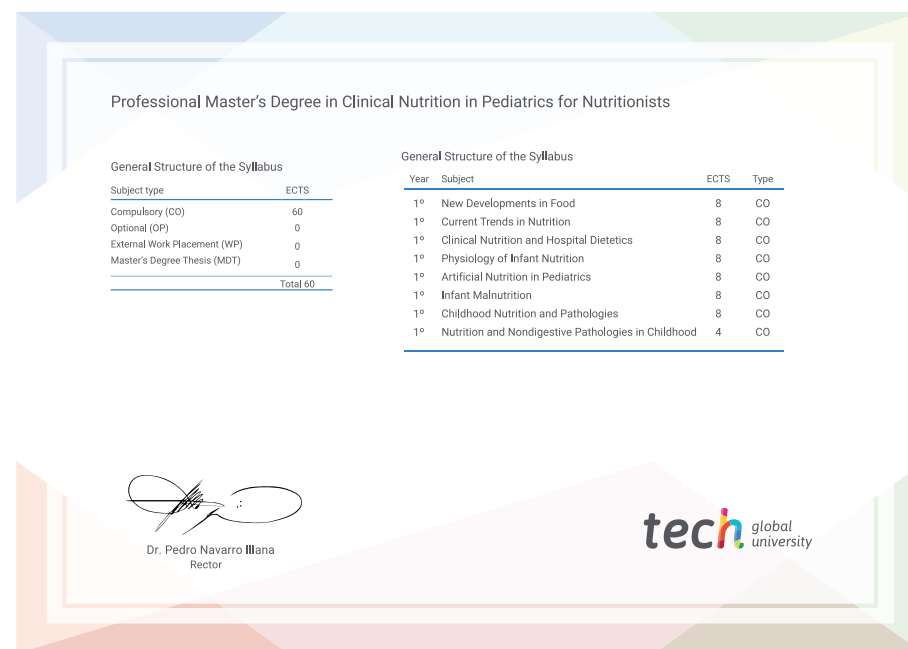 Professional Master's Degree in Clinical Nutrition in Pediatrics for Nutritionists
General Structure of the Syllabus
Subject type ECTS
Compulsory (CO) 60
Optional (OP) 0
External Work Placement (WP) 0
Master's Degree Thesis (MDT) 0
Total 60
General Structure of the Syllabus
Year Subject ECTS Type
1º New Developments in Food 8 CO
1º Current Trends in Nutrition 8 CO
1º Clinical Nutrition and Hospital Dietetics 8 CO
1º Physiology of Infant Nutrition 8 CO
1º Artificial Nutrition in Pediatrics 8 CO
1º Infant Malnutrition 8 CO
1º Childhood Nutrition and Pathologies 8 CO
1º Nutrition and Nondigestive Pathologies in Childhood 4 CO
Dr. Pedro Navarro Illana
Rector
tech global
university